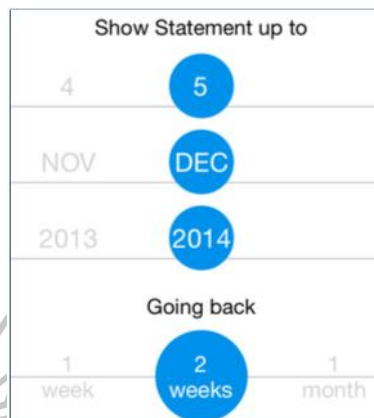 Show Statement up to
4 5
NOV DEC
2013 2014
Going back
1 2 1
week weeks month